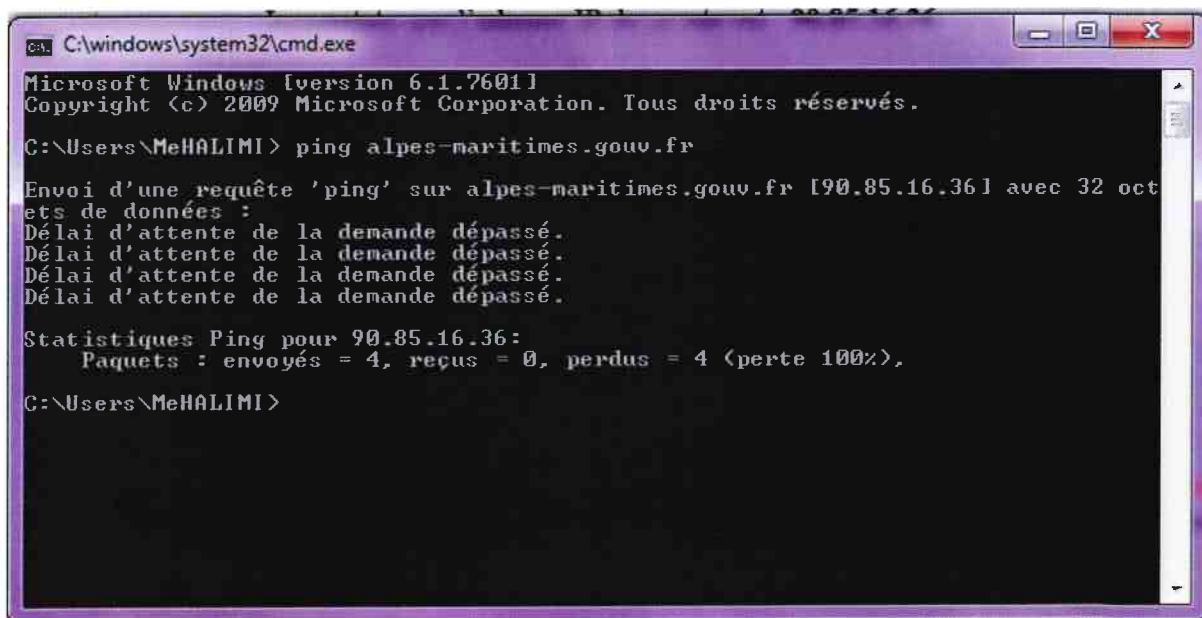 C:\windows\system32\cmd.exe
Microsoft Windows [version 6.1.7601]
Copyright (c) 2009 Microsoft Corporation. Tous droits réservés.
C:\Users\MeHALIMI> ping alpes-maritimes.gouv.fr
Envoi d'une requête 'ping' sur alpes-maritimes.gouv.fr [90.85.16.36] avec 32 oct
ets de données :
Délai d'attente de la demande dépassé.
Délai d'attente de la demande dépassé.
Délai d'attente de la demande dépassé.
Délai d'attente de la demande dépassé.
Statistiques Ping pour 90.85.16.36:
Paquets : envoyés = 4, reçus = 0, perdus = 4 (perte 100%),
C:\Users\MeHALIMI>